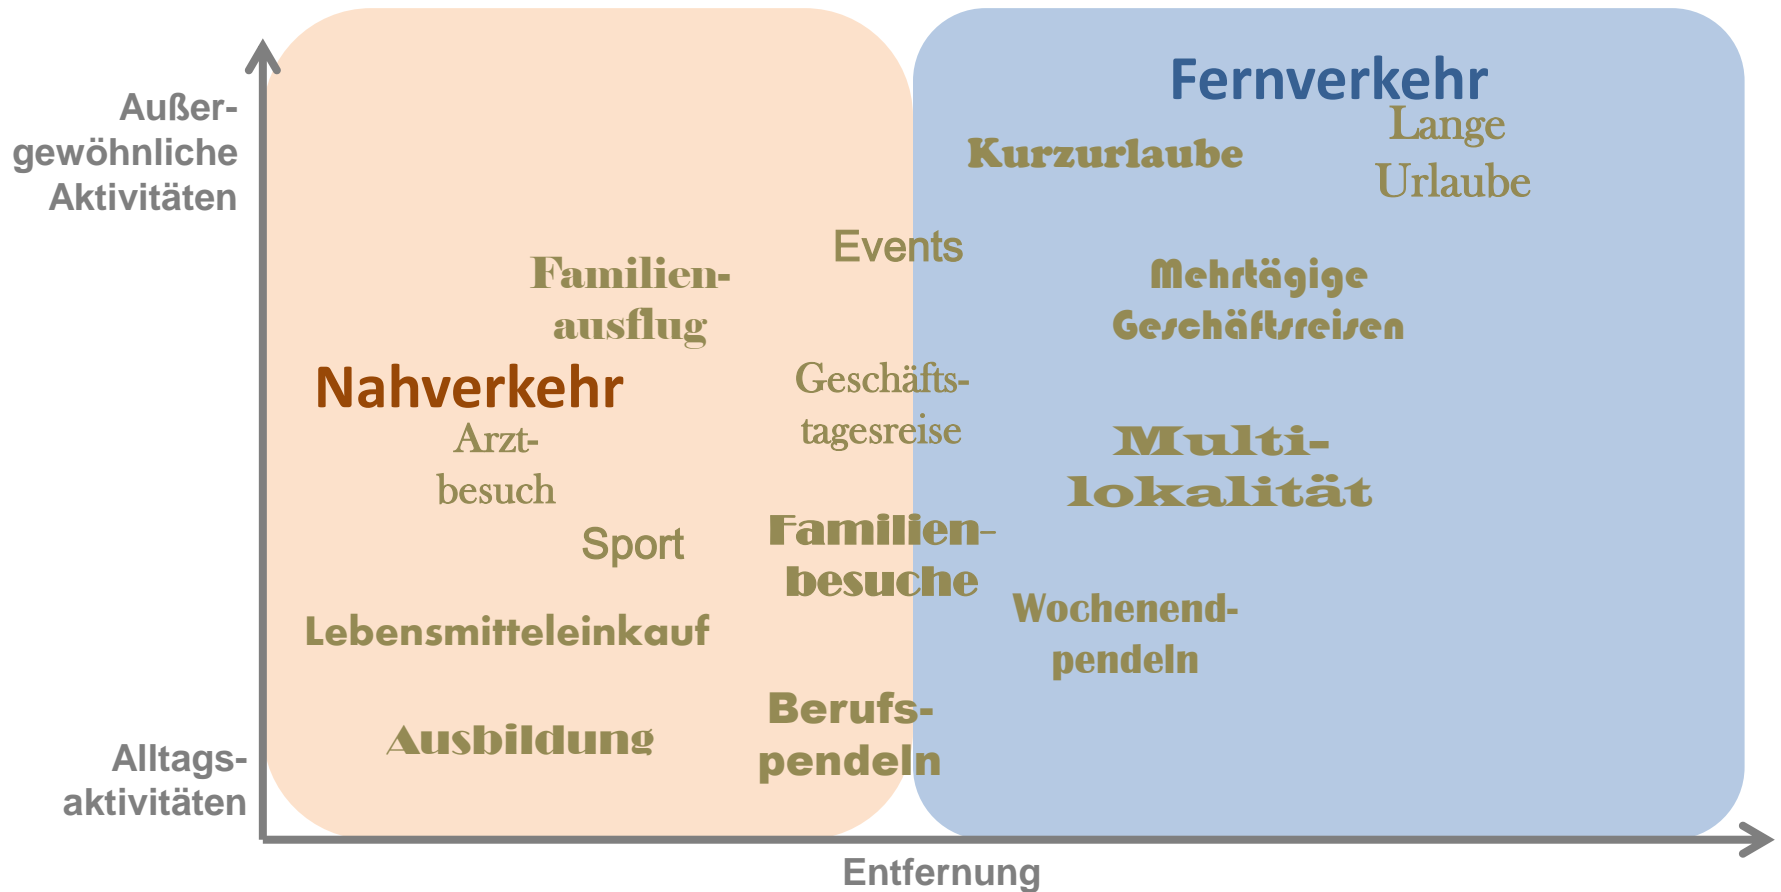 Außer-
gewöhnliche
Aktivitäten
Fernverkehr
Lange
Urlaube
Kurzurlaube
Events
Familien-
ausflug
Mehrtägige
Geschäftsreisen
Nahverkehr
Geschäfts-
tagesreise
Arzt-
besuch
Multi-
lokalität
Sport
Familien-
besuche
Lebensmitteleinkauf
Wochenend-
pendeln
Ausbildung
Berufs-
pendeln
Alltags-
aktivitäten
Entfernung